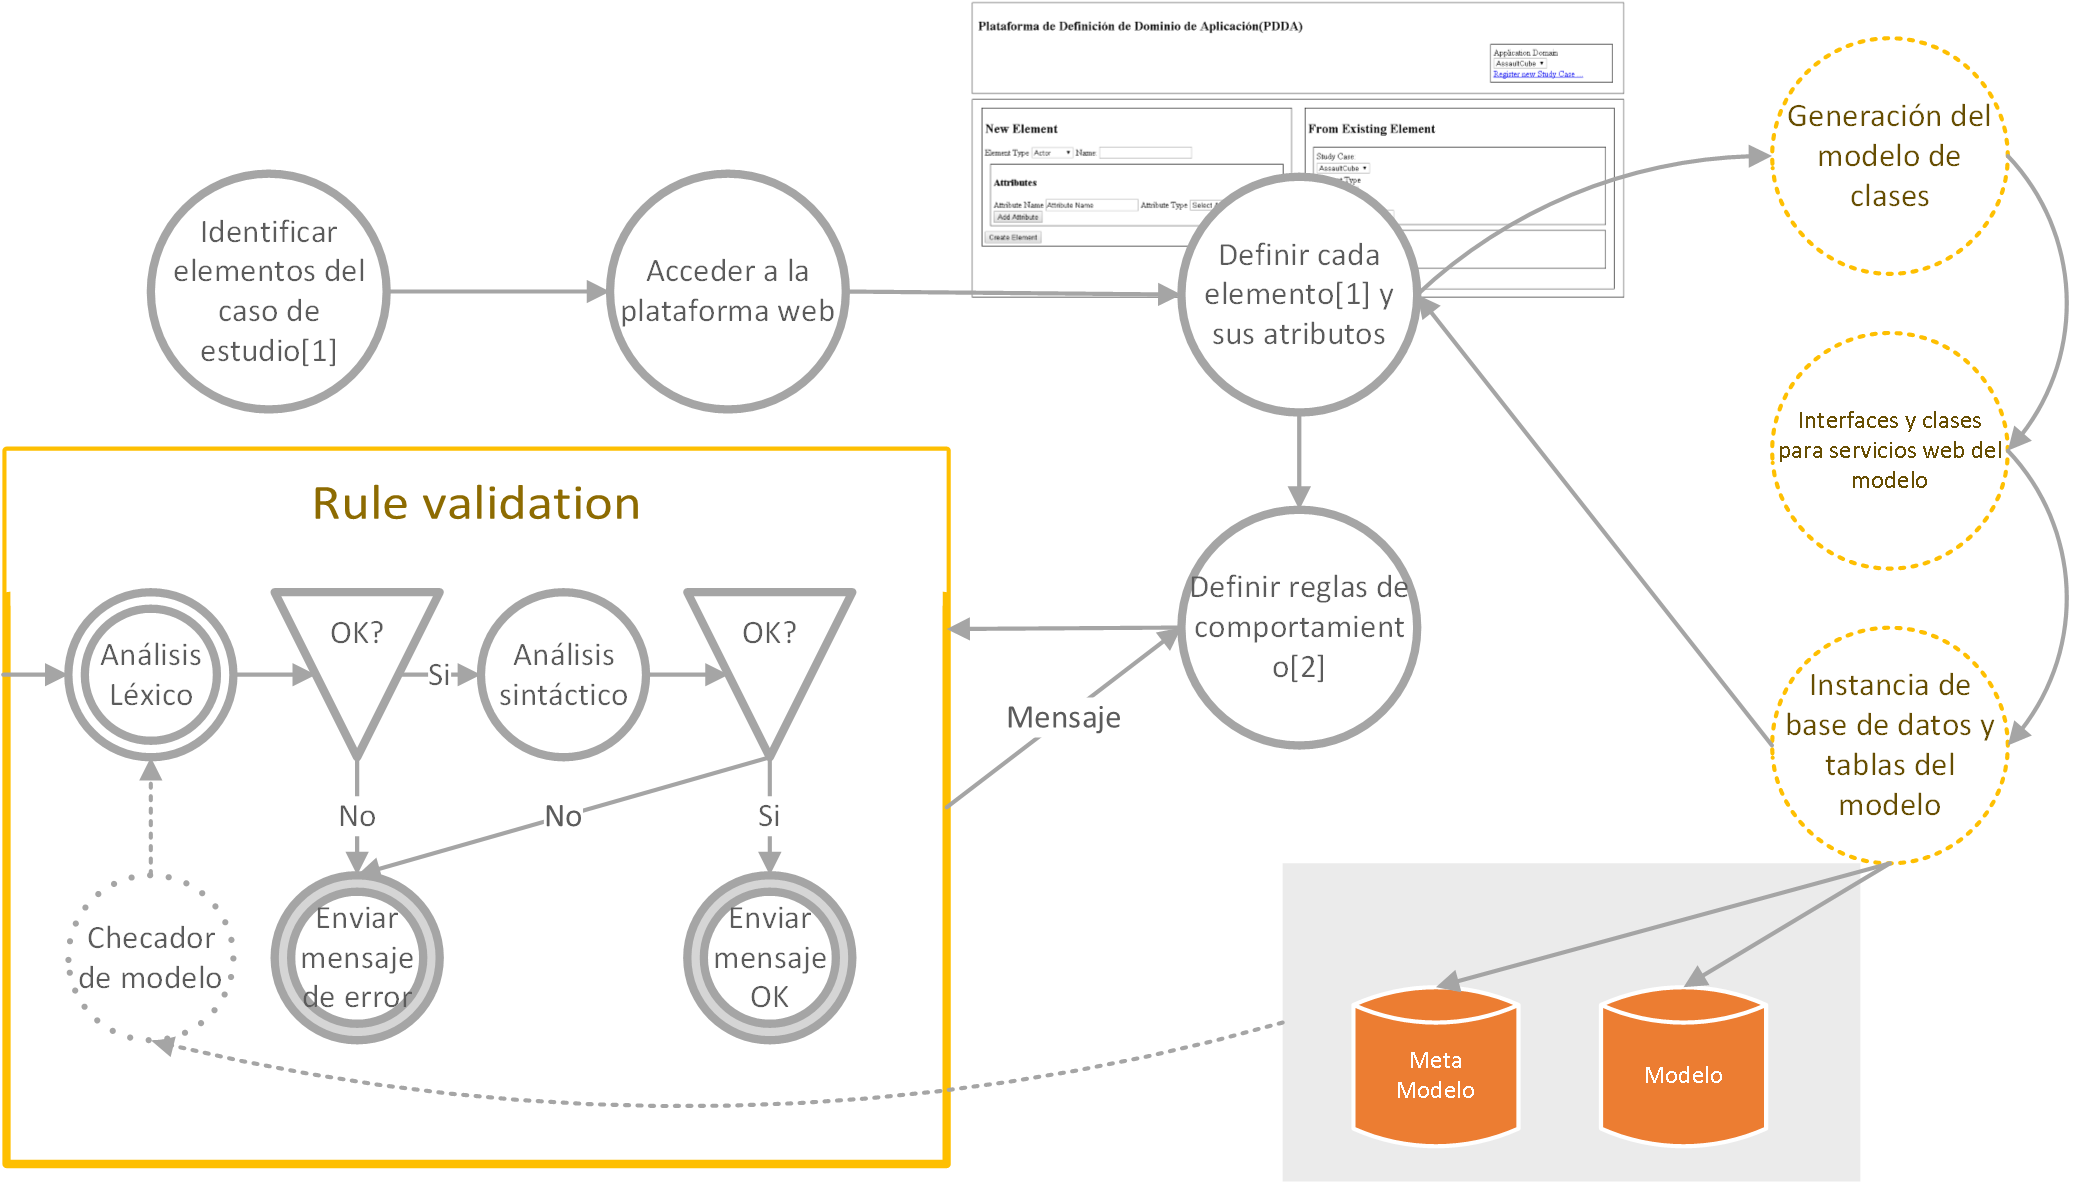 Plataforma de Definición de Dominio de Aplicación(PDDA)
Application Domain
AssaultCube
Register new Study Case ...
New Element
Element Type Actor Name
Attributes
Attribute Name Attribute Name Attribute Type Select
Add Attribute
Create Element
From Existing Element
Study Case
AssaultCube
Type
Identificar
elementos del
caso de
estudio[1]
Acceder a la
plataforma web
Definir cada
elemento[1] y
sus atributos
Generación del
modelo de
clases
Interfaces y clases
para servicios web del
modelo
Instancia de
base de datos y
tablas del
modelo
Definir reglas de
comportamient
o[2]
Mensaje
Rule validation
Análisis
Léxico
OK?
Si
Análisis
sintáctico
OK?
No
No
Si
Checador
de modelo
Enviar
mensaje
de error
Enviar
mensaje
OK
Meta
Modelo
Modelo